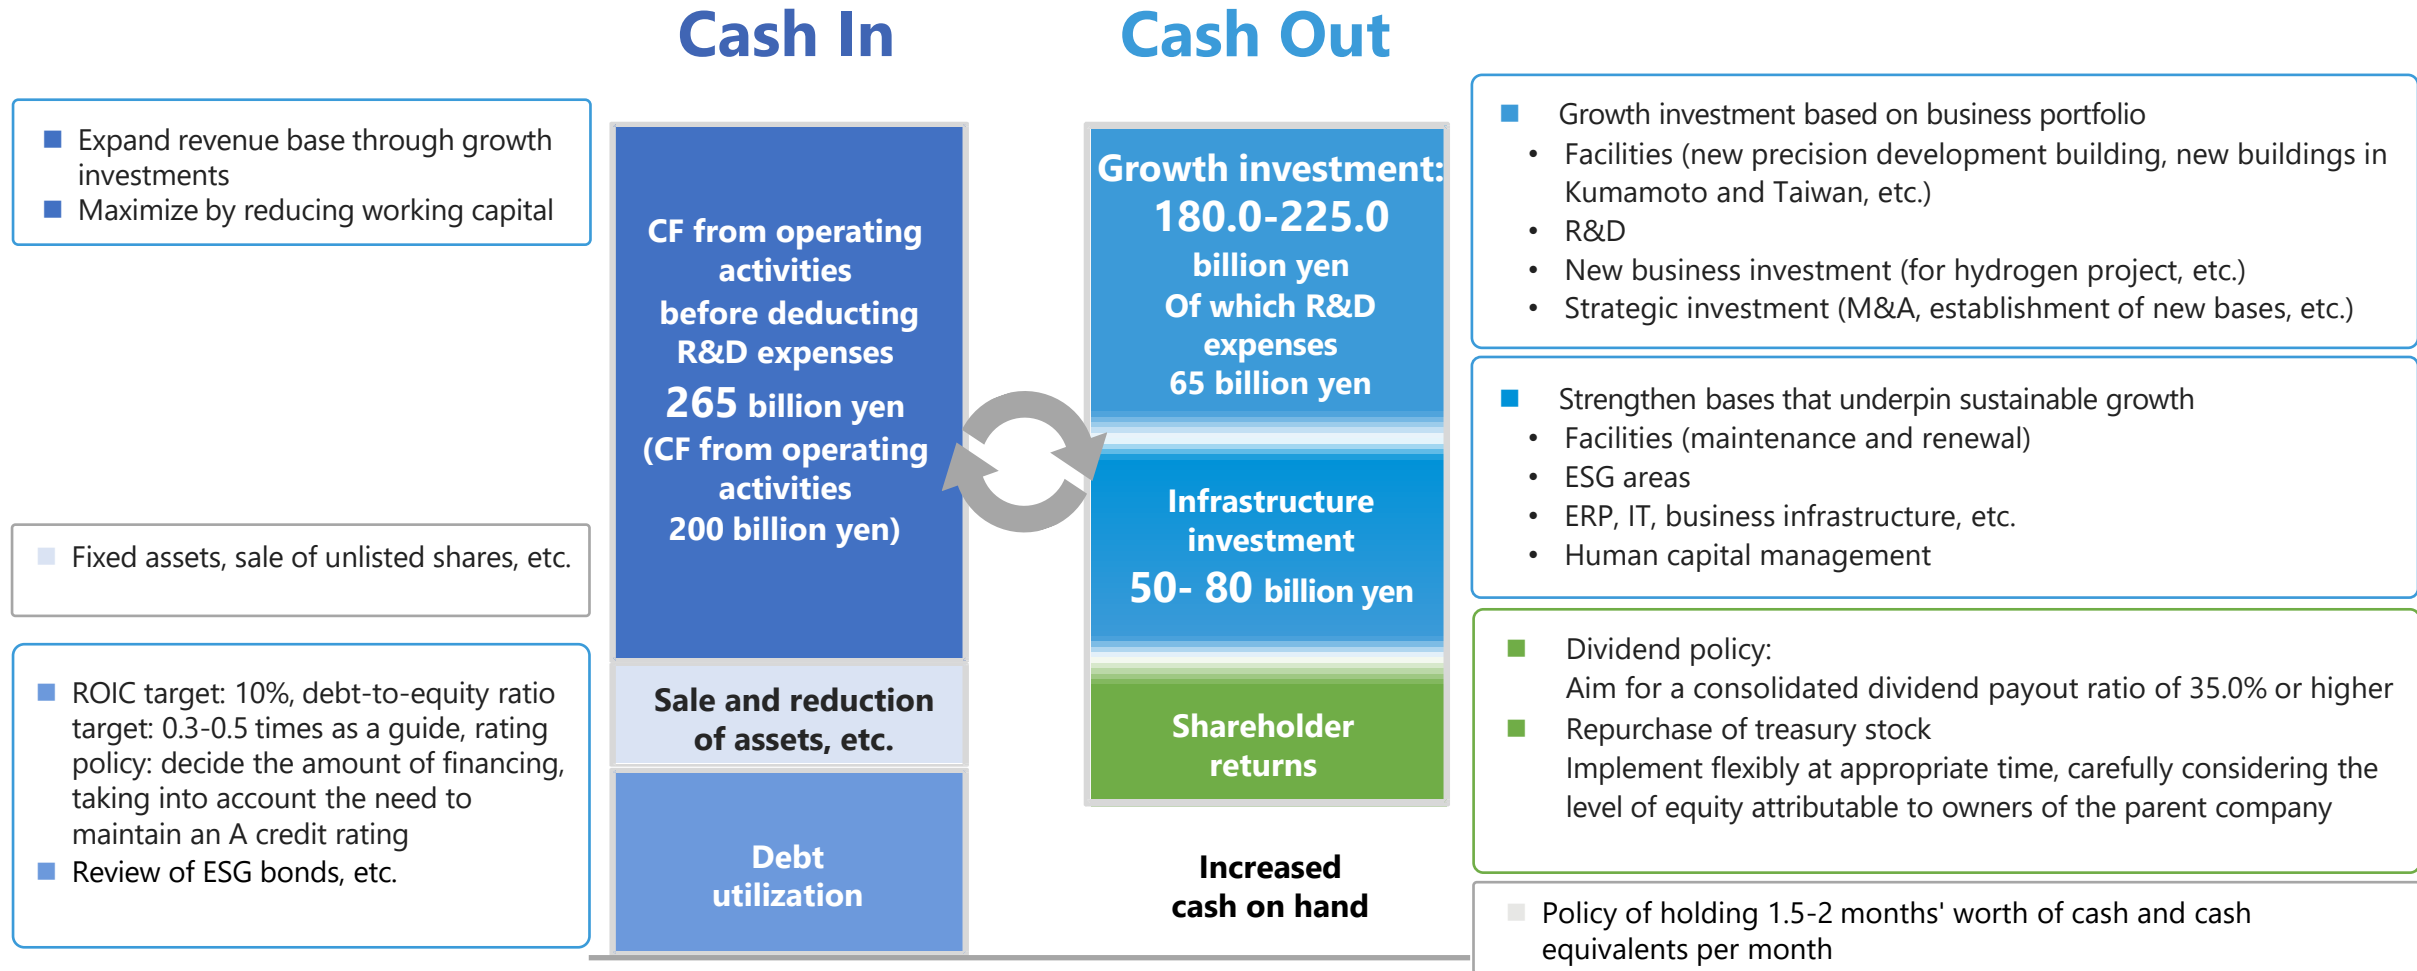 Cash In
Cash Out
Expand revenue base through growth
investments
Maximize by reducing working capital
Fixed assets, sale of unlisted shares, etc.
ROIC target: 10%, debt-to-equity ratio
target: 0.3-0.5 times as a guide, rating
policy: decide the amount of financing,
taking into account the need to
maintain an A credit rating
Review of ESG bonds, etc.
CF from operating
activities
before deducting
R&D expenses
265 billion yen
(CF from operating
activities
200 billion yen)
Sale and reduction
of assets, etc.
Debt
utilization
Growth investment:
180.0-225.0
billion yen
Of which R&D
expenses
65 billion yen
Infrastructure
investment
50- 80 billion yen
Shareholder
returns
Increased
cash on hand
Growth investment based on business portfolio
• Facilities (new precision development building, new buildings in
Kumamoto and Taiwan, etc.)
• R&D
• New business investment (for hydrogen project, etc.)
• Strategic investment (M&A, establishment of new bases, etc.)
Strengthen bases that underpin sustainable growth
• Facilities (maintenance and renewal)
• ESG areas
• ERP, IT, business infrastructure, etc.
• Human capital management
Dividend policy:
Aim for a consolidated dividend payout ratio of 35.0% or higher
Repurchase of treasury stock
Implement flexibly at appropriate time, carefully considering the
level of equity attributable to owners of the parent company
Policy of holding 1.5-2 months' worth of cash and cash
equivalents per month